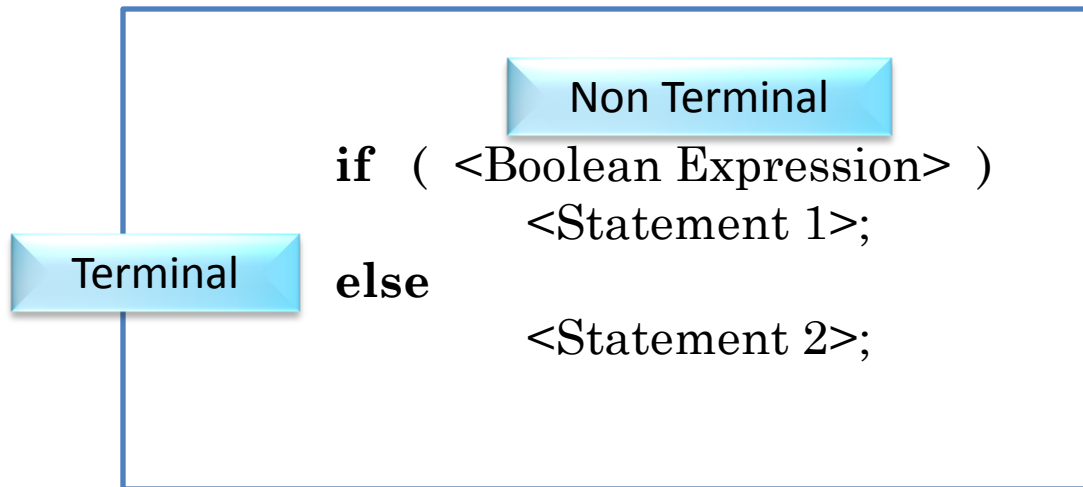 Non Terminal
if ( <Boolean Expression> )
<Statement 1>;
Terminal
else
<Statement 2>;